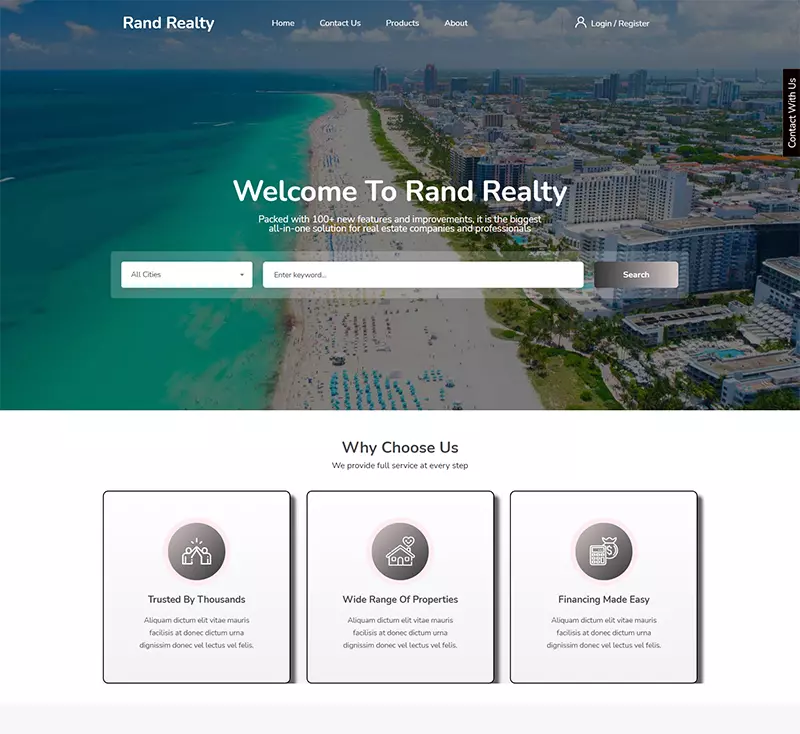 Rand Realty
Home
Contact Us
Products
About
Login / Register
Contact With Us
Welcome To Rand Realty
Packed with 100+ new features and improvements, it is the biggest
all-in-one solution for real estate companies and professionals
All Cities
Enter keyword...
Search
Why Choose Us
We provide full service at every step
Trusted By Thousands
Aliquam dictum elit vitae mauris
facilisis at donec dictum urna
dignissim donec vel lectus vel felis.
Wide Range Of Properties
Aliquam dictum elit vitae mauris
facilisis at donec dictum urna
dignissim donec vel lectus vel felis.
Financing Made Easy
Aliquam dictum elit vitae mauris
facilisis at donec dictum urna
dignissim donec vel lectus vel felis.